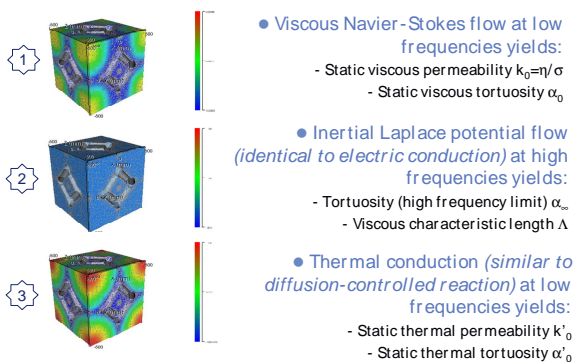 1
● Viscous Navier-Stokes flow at low
frequencies yields:
- Static viscous permeability k₀=η/σ
- Static viscous tortuosity α₀
2
● Inertial Laplace potential flow
(identical to electric conduction) at high
frequencies yields:
- Tortuosity (high frequency limit) α∞
- Viscous characteristic length Λ
3
● Thermal conduction (similar to
diffusion-controlled reaction) at low
frequencies yields:
- Static thermal permeability k'₀
- Static thermal tortuosity α'₀